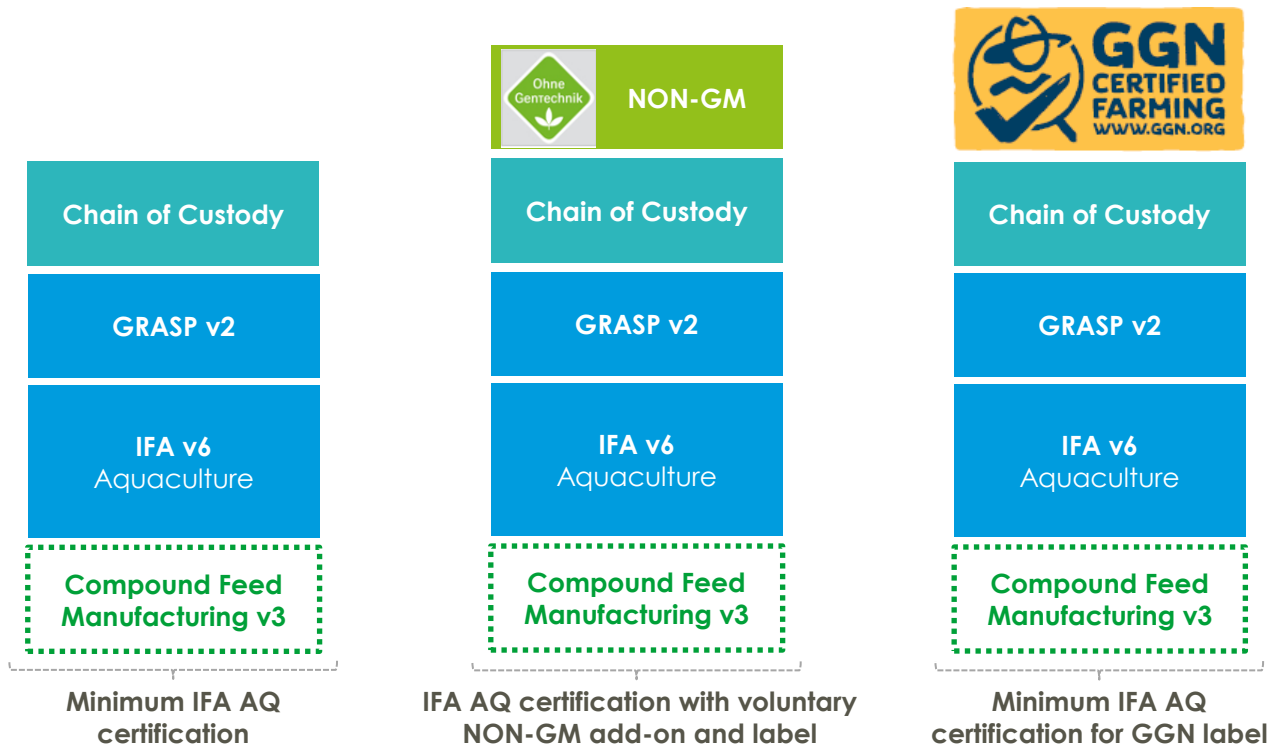 Chain of Custody
GRASP v2
IFA v6
Aquaculture
Compound Feed
Manufacturing v3
Minimum IFA AQ
certification
Ohne
GenTechnik
NON-GM
Chain of Custody
GRASP v2
IFA v6
Aquaculture
Compound Feed
Manufacturing v3
IFA AQ certification with voluntary
NON-GM add-on and label
GGN
CERTIFIED
FARMING
WWW.GGN.ORG
Chain of Custody
GRASP v2
IFA v6
Aquaculture
Compound Feed
Manufacturing v3
Minimum IFA AQ
certification for GGN label